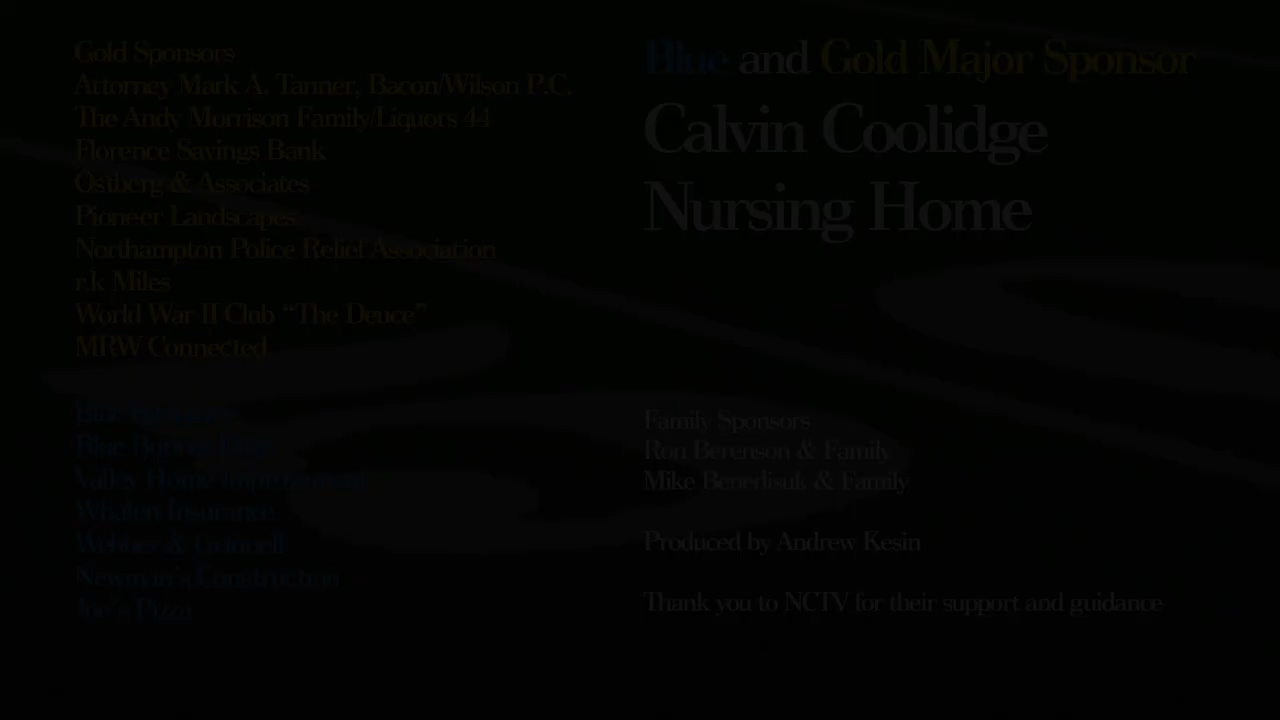 Gold Sponsors
Attorney Mark A. Tanner, Bacon/Wilson P.C.
The Andy Morrison Family/Liquors 44
Florence Savings Bank
Ostberg & Associates
Pioneer Landscapes
Northampton Police Relief Association
r.k Miles
World War II Club “The Deuce”
MRW Connected
Blue Sponsors
Blue Bonnet Diner
Valley Home Improvement
Whalen Insurance
Webber & Grinnell
Newman's Construction
Joe's Pizza
Blue and Gold Major Sponsor
Calvin Coolidge
Nursing Home
Family Sponsors
Ron Berenson & Family
Mike Benedisuk & Family
Produced by Andrew Kesin
Thank you to NCTV for their support and guidance